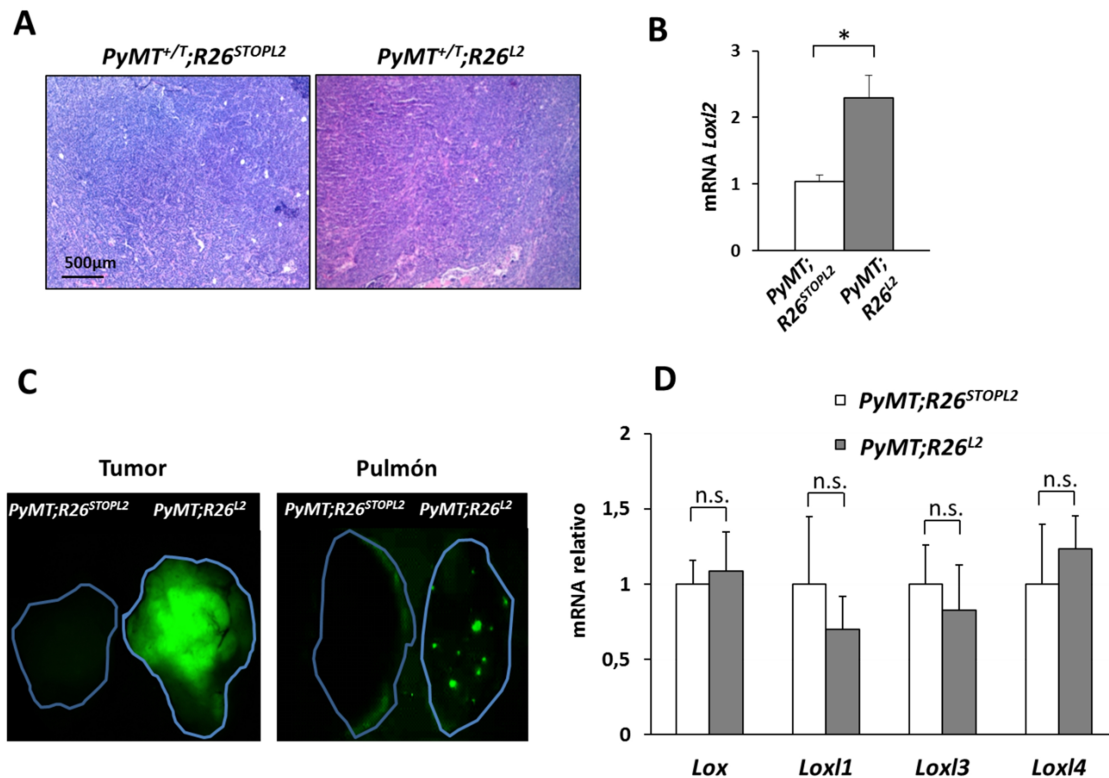 A
PyMT+/T;R26STOPL2
PyMT+/T;R26L2
500µm
B
3
2
1
0
mRNA Loxl2
*
PyMT;
R26STOPL2
PyMT;
R26L2
C
Tumor
Pulmón
PyMT;R26STOPL2
PyMT;R26L2
PyMT;R26STOPL2
PyMT;R26L2
D
PyMT;R26STOPL2
PyMT;R26L2
2
1,5
1
0,5
0
mRNA relativo
n.s.
n.s.
n.s.
n.s.
Lox
Loxl1
Loxl3
Loxl4